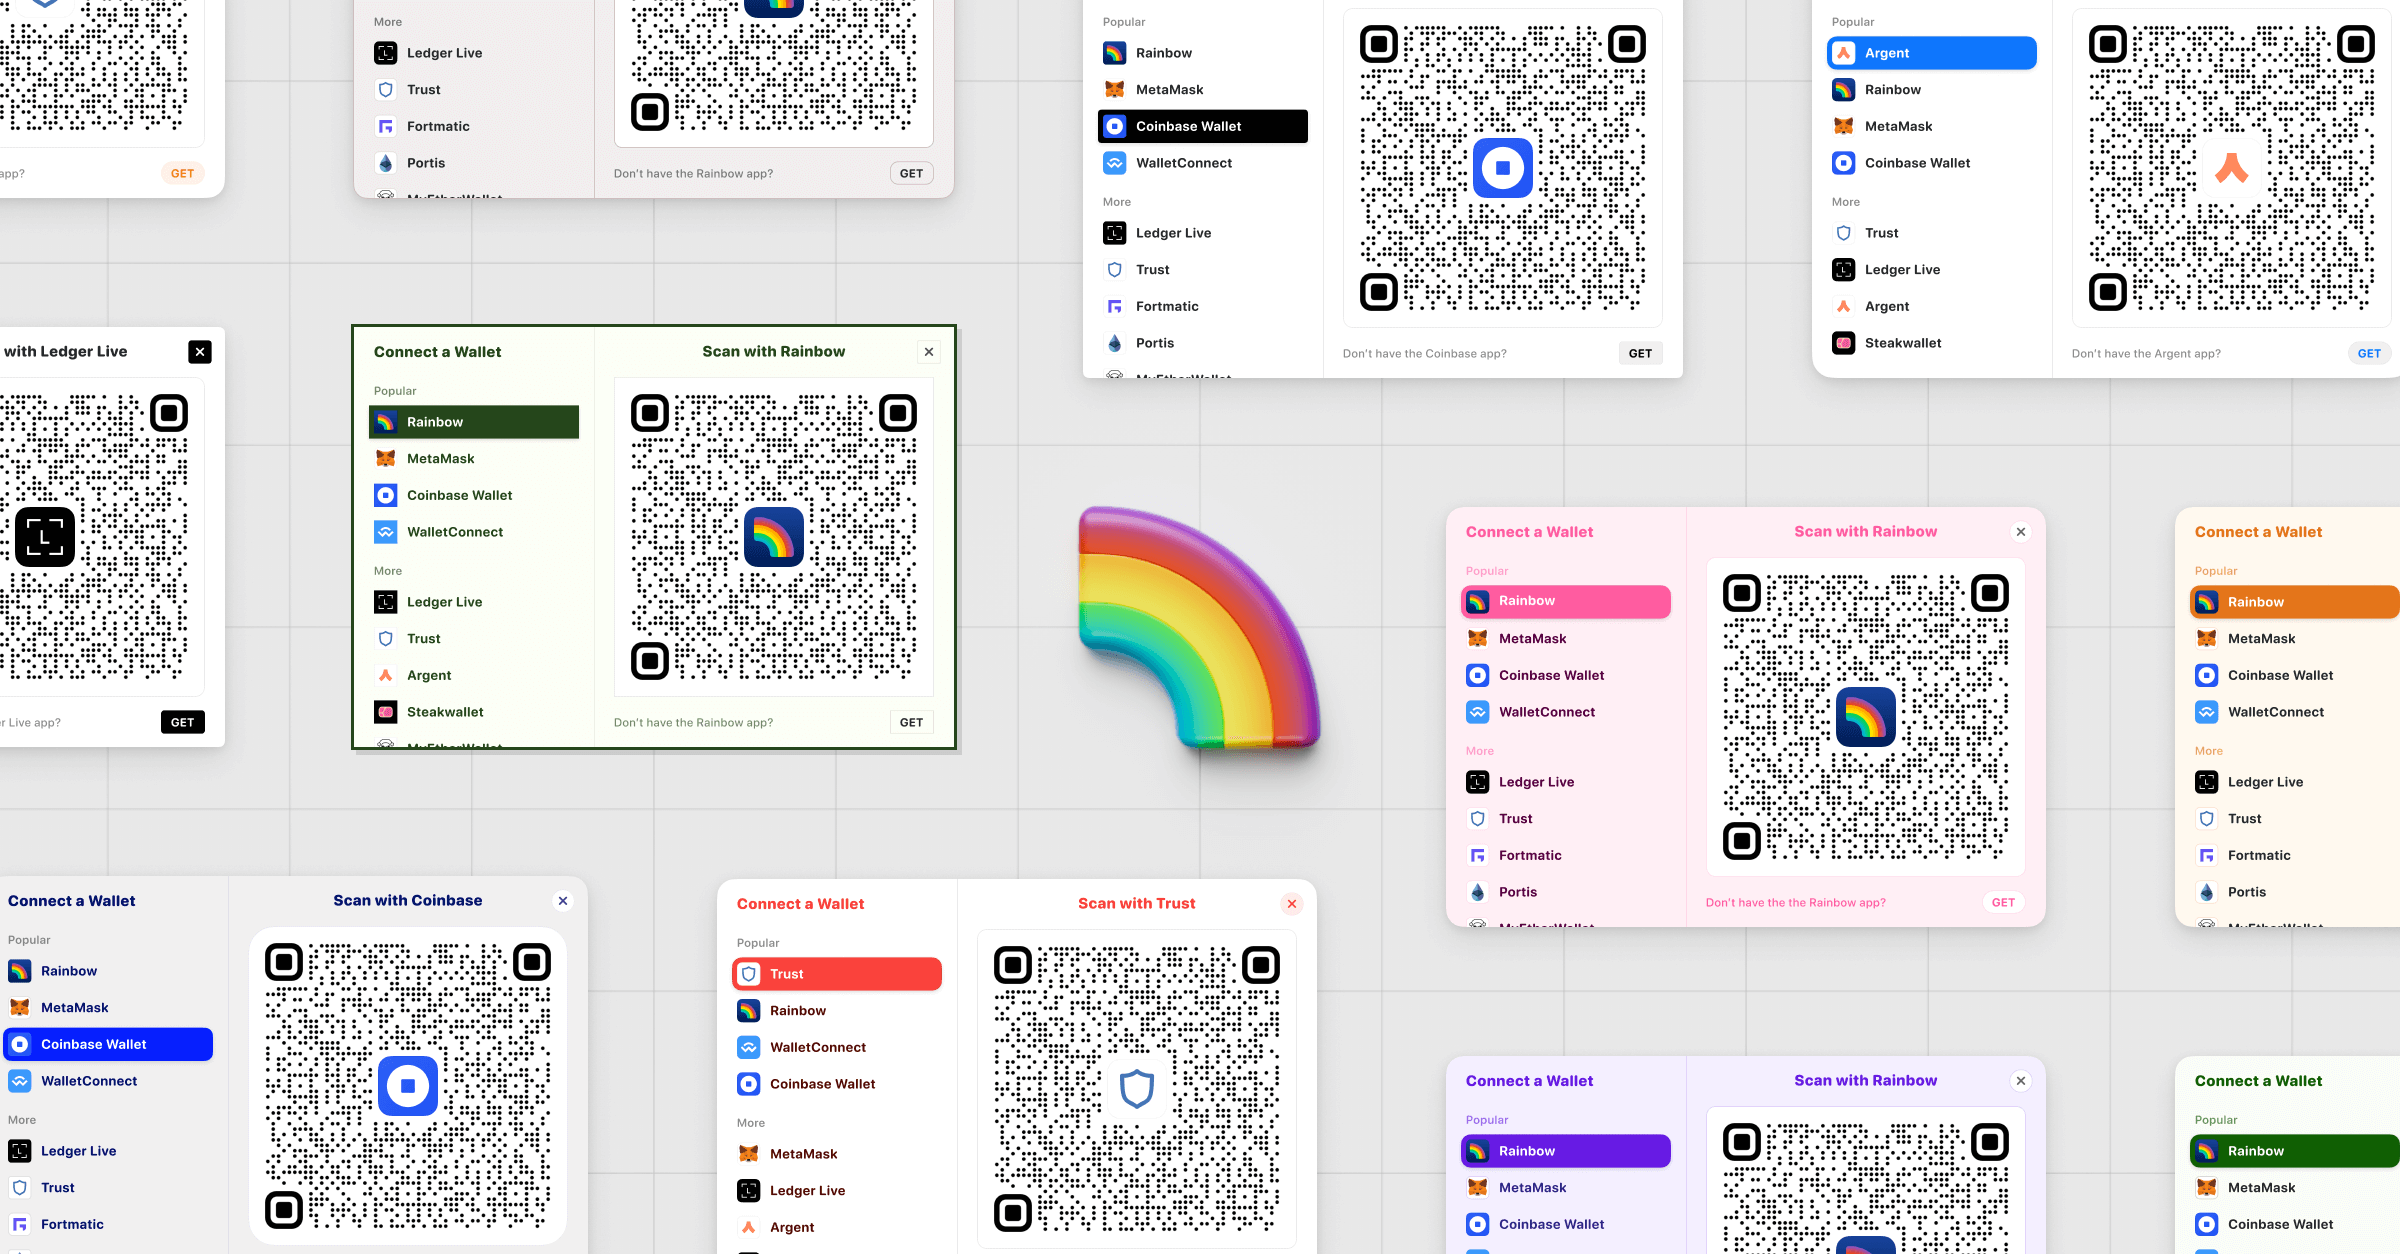 app?
GET
More
Ledger Live
Trust
Fortmatic
Portis
MyEtherWallet
Don't have the Rainbow app?
GET
Popular
Rainbow
MetaMask
Coinbase Wallet
WalletConnect
More
Ledger Live
Trust
Fortmatic
Portis
MyEtherWallet
Don't have the Coinbase app?
GET
Popular
Argent
Rainbow
MetaMask
Coinbase Wallet
More
Trust
Ledger Live
Argent
Steakwallet
Don't have the Argent app?
GET
with Ledger Live
Live app?
GET
Connect a Wallet
Popular
Rainbow
MetaMask
Coinbase Wallet
WalletConnect
More
Ledger Live
Trust
Argent
Steakwallet
MyEtherWallet
Scan with Rainbow
Don't have the Rainbow app?
GET
Connect a Wallet
Popular
Rainbow
MetaMask
Coinbase Wallet
WalletConnect
More
Ledger Live
Trust
Fortmatic
Portis
MyEtherWallet
Scan with Rainbow
Don't have the the Rainbow app?
GET
Connect a Wallet
Popular
Rainbow
MetaMask
Coinbase Wallet
WalletConnect
More
Ledger Live
Trust
Fortmatic
Portis
MyEtherWallet
Connect a Wallet
Popular
Rainbow
MetaMask
Coinbase Wallet
WalletConnect
More
Ledger Live
Trust
Fortmatic
Scan with Coinbase
Connect a Wallet
Popular
Trust
Rainbow
WalletConnect
Coinbase Wallet
More
MetaMask
Ledger Live
Argent
Scan with Trust
Connect a Wallet
Popular
Rainbow
MetaMask
Coinbase Wallet
Scan with Rainbow
Connect a Wallet
Popular
Rainbow
MetaMask
Coinbase Wallet